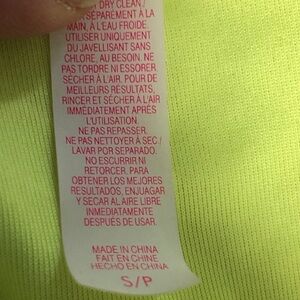 DRY CLEAN /
SÉPARÉMENT À LA
MAIN, À L'EAU FROIDE.
UTILISER UNIQUEMENT
DU JAVELLISANT SANS
CHLORE, AU BESOIN. NE
PAS TORDRE NI ESSORER.
SÉCHER À L'AIR. POUR DE
MEILLEURS RÉSULTATS,
RINCER ET SÉCHER À L'AIR
IMMÉDIATEMENT APRÈS
L'UTILISATION.
NE PAS REPASSER.
NE PAS NETTOYER À SEC /
LAVAR POR SEPARADO.
NO ESCURRIR NI
RETORCER. PARA
OBTENER LOS MEJORES
RESULTADOS, ENJUAGAR
Y SECAR AL AIRE LIBRE
INMEDIATAMENTE
DESPUÉS DE USAR.
MADE IN CHINA
FAIT EN CHINE
HECHO EN CHINA
S/P